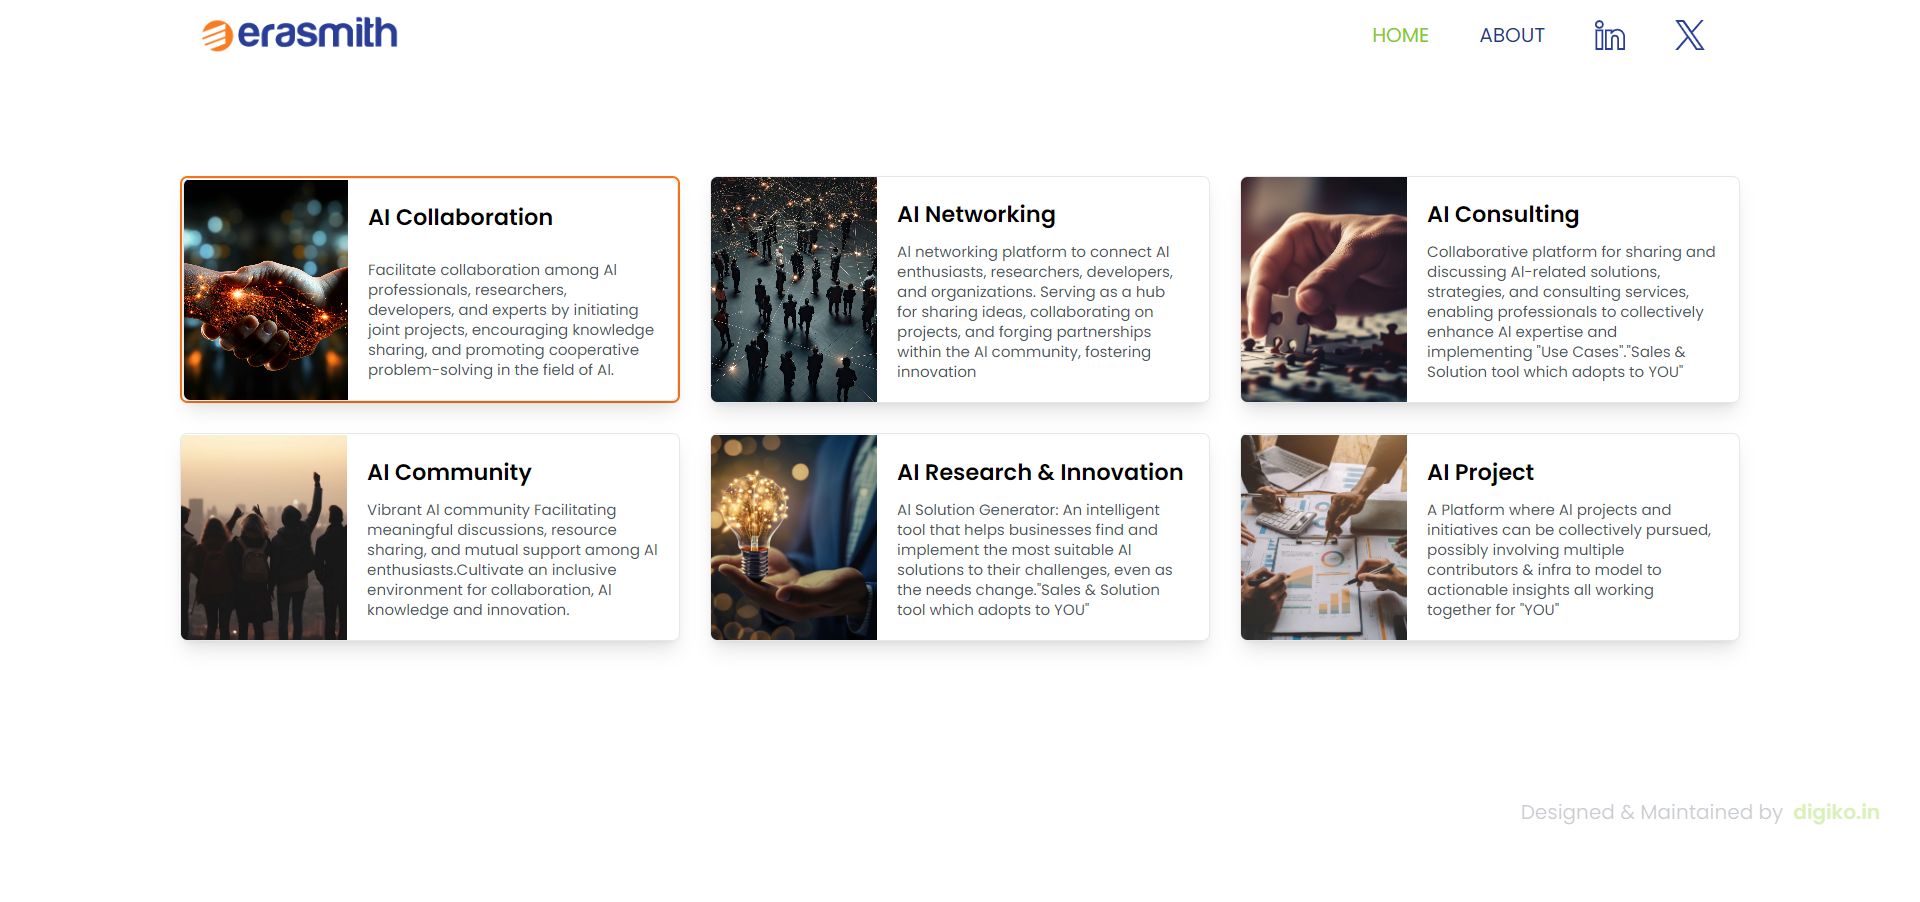 erasmith
HOME
ABOUT
in
X
AI Collaboration
Facilitate collaboration among AI
professionals, researchers,
developers, and experts by initiating
joint projects, encouraging knowledge
sharing, and promoting cooperative
problem-solving in the field of AI.
AI Networking
AI networking platform to connect AI
enthusiasts, researchers, developers,
and organizations. Serving as a hub
for sharing ideas, collaborating on
projects, and forging partnerships
within the AI community, fostering
innovation
AI Consulting
Collaborative platform for sharing and
discussing AI-related solutions,
strategies, and consulting services,
enabling professionals to collectively
enhance AI expertise and
implementing "Use Cases"."Sales &
Solution tool which adopts to YOU"
AI Community
Vibrant AI community Facilitating
meaningful discussions, resource
sharing, and mutual support among AI
enthusiasts.Cultivate an inclusive
environment for collaboration, AI
knowledge and innovation.
AI Research & Innovation
AI Solution Generator: An intelligent
tool that helps businesses find and
implement the most suitable AI
solutions to their challenges, even as
the needs change."Sales & Solution
tool which adopts to YOU"
AI Project
A Platform where AI projects and
initiatives can be collectively pursued,
possibly involving multiple
contributors & infra to model to
actionable insights all working
together for "YOU"
Designed & Maintained by digiko.in